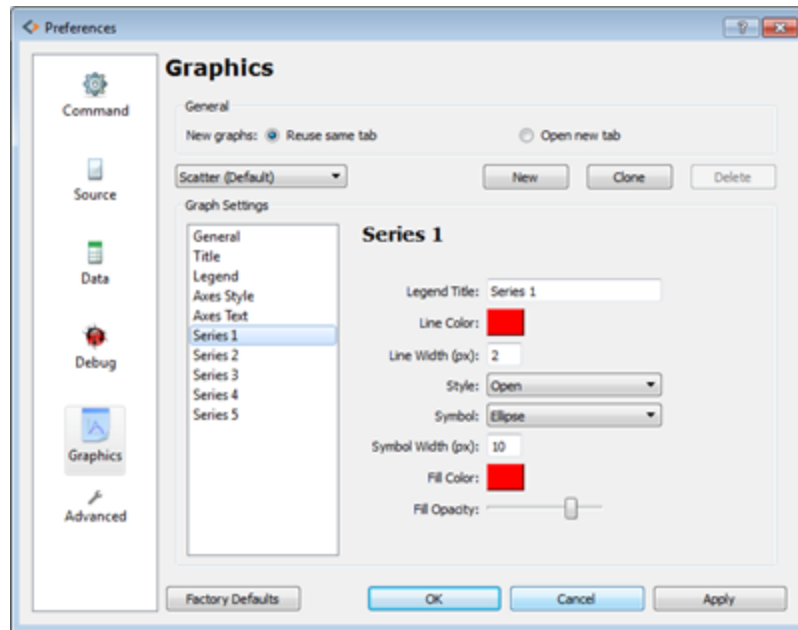 Preferences
Command
Source
Data
Debug
Graphics
Advanced
Graphics
General
New graphs: Reuse same tab Open new tab
Scatter (Default) New Clone Delete
Graph Settings
General
Title
Legend
Axes Style
Axes Text
Series 1
Series 2
Series 3
Series 4
Series 5
Series 1
Legend Title: Series 1
Line Color:
Line Width (px): 2
Style: Open
Symbol: Ellipse
Symbol Width (px): 10
Fill Color:
Fill Opacity:
Factory Defaults OK Cancel Apply